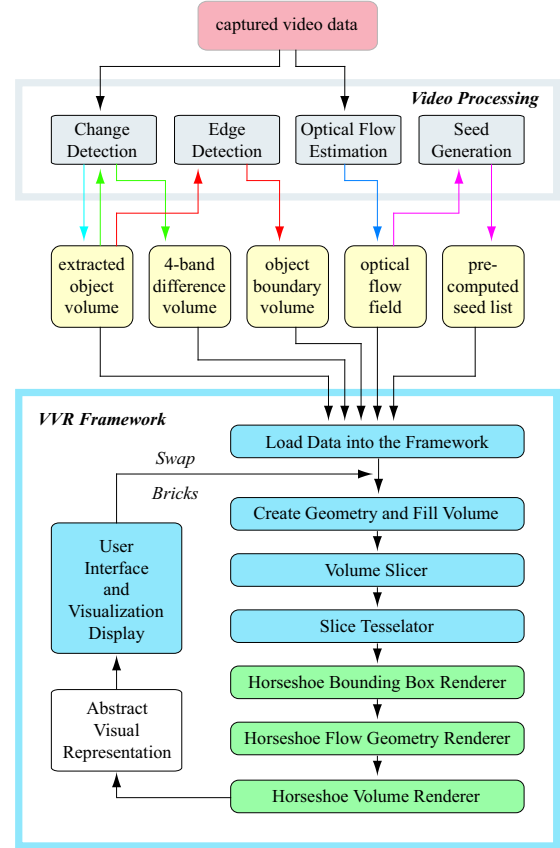 captured video data
Video Processing
Change
Detection
Edge
Detection
Optical Flow
Estimation
Seed
Generation
extracted
object
volume
4-band
difference
volume
object
boundary
volume
optical
flow
field
pre-
computed
seed list
VVR Framework
Load Data into the Framework
Swap
Bricks
Create Geometry and Fill Volume
User
Interface
and
Visualization
Display
Volume Slicer
Slice Tesselator
Horseshoe Bounding Box Renderer
Abstract
Visual
Representation
Horseshoe Flow Geometry Renderer
Horseshoe Volume Renderer